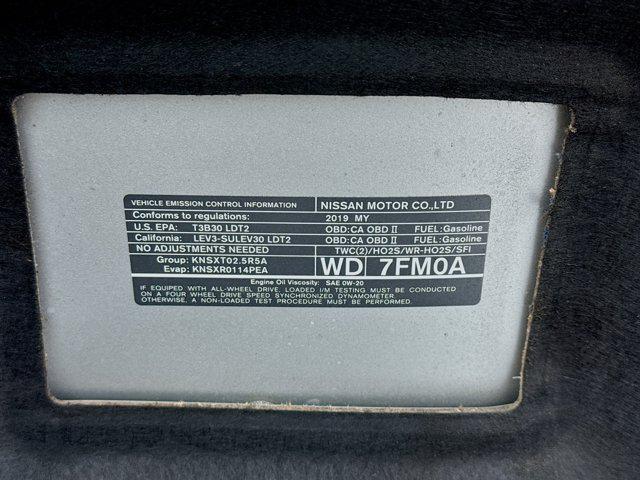 VEHICLE EMISSION CONTROL INFORMATION NISSAN MOTOR CO.,LTD
Conforms to regulations: 2019 MY
U.S. EPA: T3B30 LDT2 OBD:CA OBD II FUEL:Gasoline
California: LEV3-SULEV30 LDT2 OBD:CA OBD II FUEL:Gasoline
NO ADJUSTMENTS NEEDED TWC(2)/HO2S/WR-HO2S/SFI
Group: KNSXT02.5R5A
Evap: KNSXR0114PEA
WD 7FM0A
Engine Oil Viscosity: SAE 0W-20
IF EQUIPPED WITH ALL-WHEEL DRIVE, LOADED I/M TESTING MUST BE CONDUCTED
ON A FOUR WHEEL DRIVE SPEED SYNCHRONIZED DYNAMOMETER.
OTHERWISE, A NON-LOADED TEST PROCEDURE MUST BE PERFORMED.